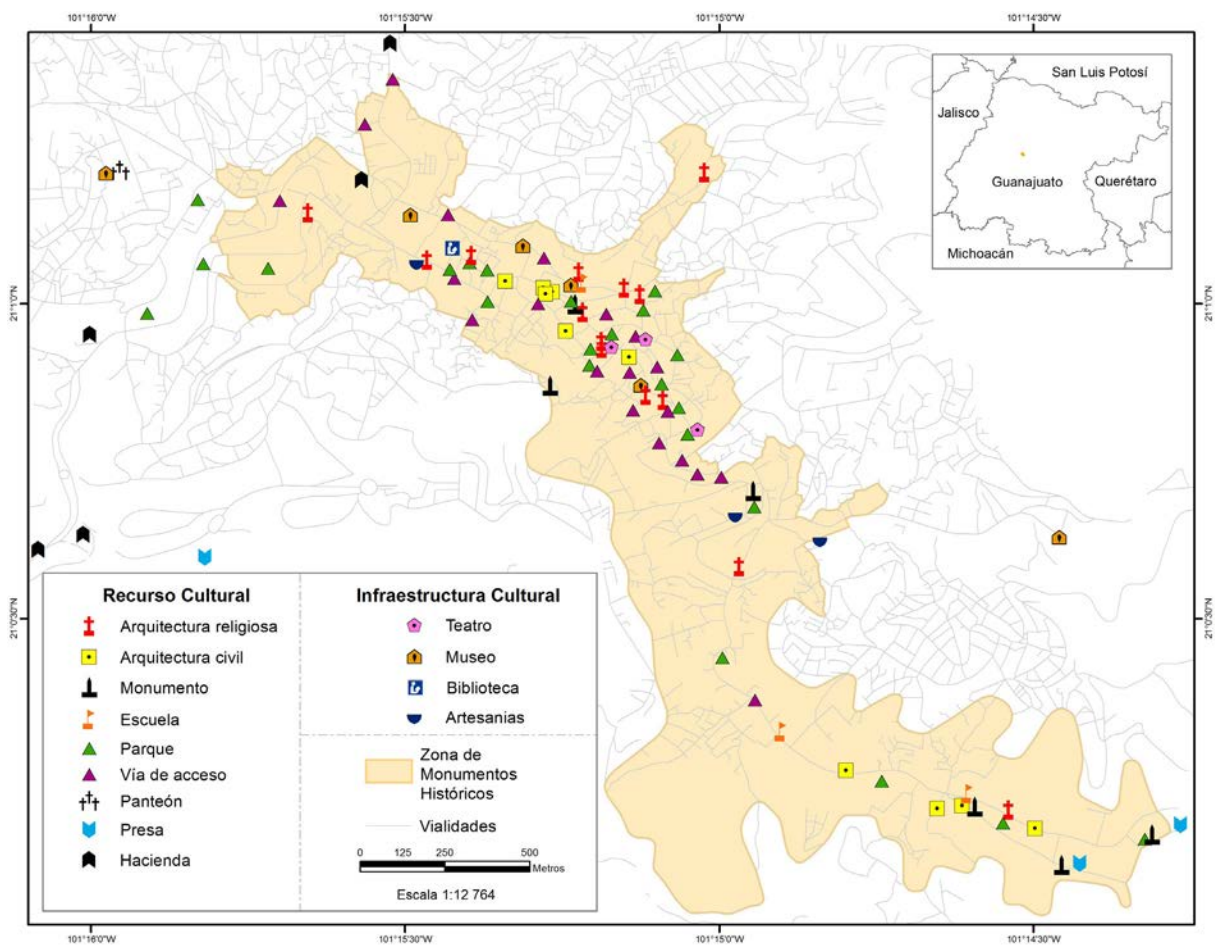 101°16'0"W
101°15'30"W
101°15'0"W
101°14'30"W
San Luis Potosí
Jalisco
Guanajuato
Querétaro
Michoacán
21°1'0"N
21°1'0"N
21°0'30"N
21°0'30"N
Recurso Cultural
Arquitectura religiosa
Arquitectura civil
Monumento
Escuela
Parque
Vía de acceso
Panteón
Presa
Hacienda
Infraestructura Cultural
Teatro
Museo
Biblioteca
Artesanias
Zona de
Monumentos
Históricos
Vialidades
0 125 250 500
Metros
Escala 1:12 764
101°16'0"W
101°15'30"W
101°15'0"W
101°14'30"W